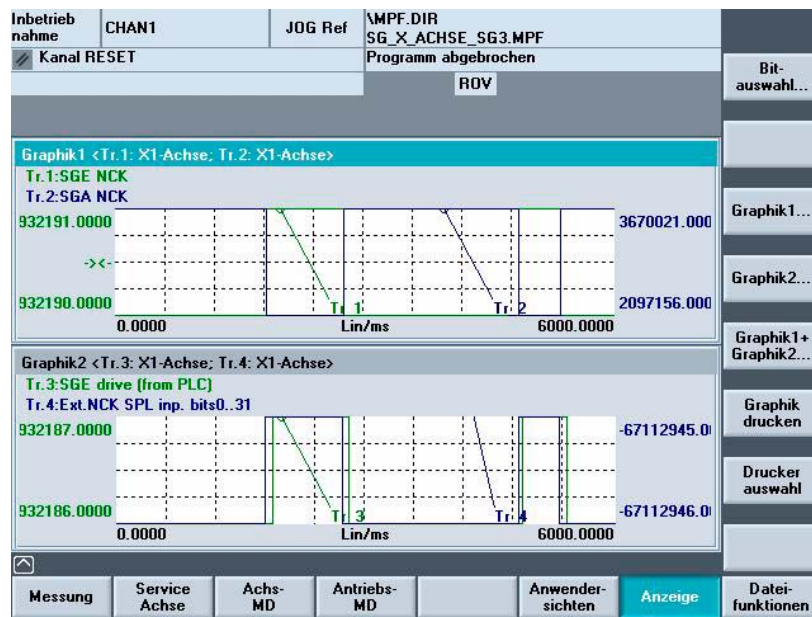 Inbetrieb
nahme
CHAN1
JOG Ref
\MPF.DIR
SG_X_ACHSE_SG3.MPF
Kanal RESET
Programm abgebrochen
ROV
Bit-
auswahl...
Graphik1 <Tr.1: X1-Achse; Tr.2: X1-Achse>
Tr.1:SGE NCK
Tr.2:SGA NCK
932191.0000
3670021.000
-><-
932190.0000
2097156.000
Tr. 1
Tr. 2
0.0000
Lin/ms
6000.0000
Graphik1...
Graphik2...
Graphik1+
Graphik2...
Graphik2 <Tr.3: X1-Achse; Tr.4: X1-Achse>
Tr.3:SGE drive (from PLC)
Tr.4:Ext.NCK SPL inp. bits0..31
932187.0000
-67112945.0
932186.0000
-67112946.0
Tr. 3
Tr. 4
0.0000
Lin/ms
6000.0000
Graphik
drucken
Drucker
auswahl
Messung
Service
Achse
Achs-
MD
Antriebs-
MD
Anwender-
sichten
Anzeige
Datei-
funktionen